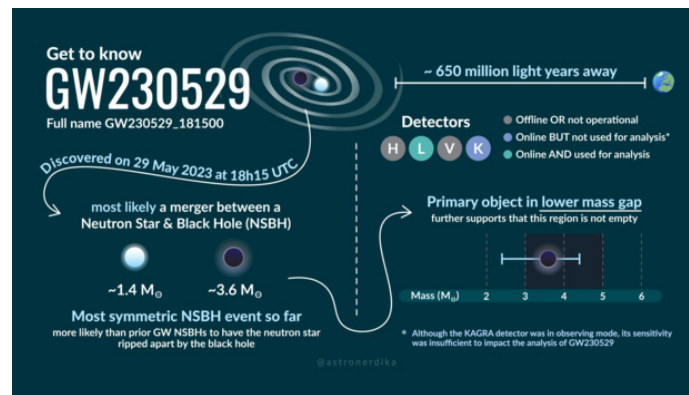 Get to know
GW230529
Full name GW230529_181500
~ 650 million light years away
Detectors
H L V K
Offline OR not operational
Online BUT not used for analysis*
Online AND used for analysis
Discovered on 29 May 2023 at 18h15 UTC
most likely a merger between a
Neutron Star & Black Hole (NSBH)
~1.4 M☉ ~3.6 M☉
Most symmetric NSBH event so far
more likely than prior GW NSBHs to have the neutron star
ripped apart by the black hole
Primary object in lower mass gap
further supports that this region is not empty
Mass (M☉) 2 3 4 5 6
* Although the KAGRA detector was in observing mode, its sensitivity
was insufficient to impact the analysis of GW230529
@astronerdika